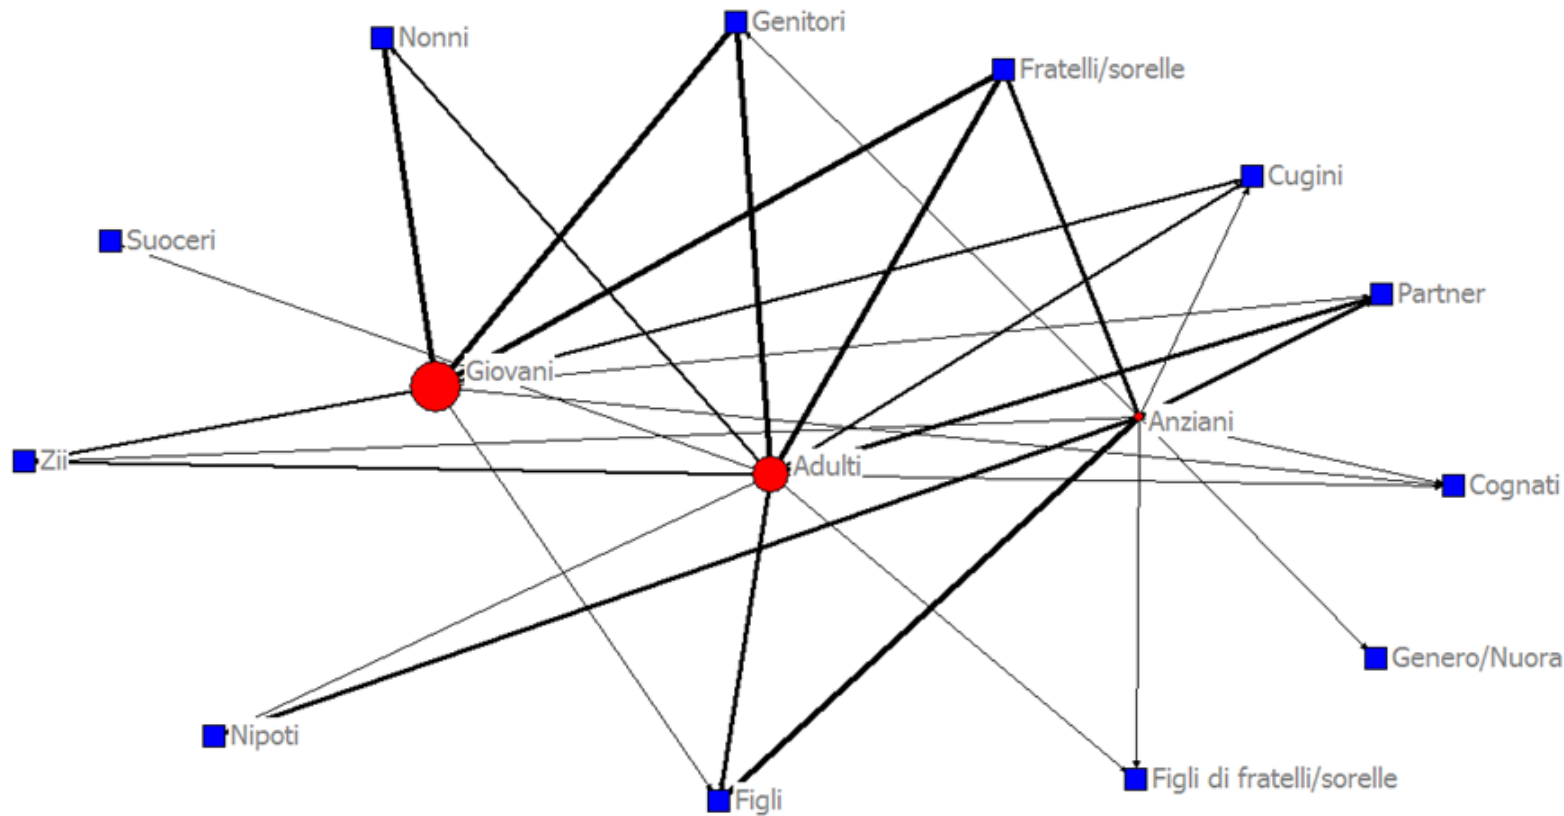 Genitori
Nonni
Fratelli/sorelle
Cugini
Suoceri
Partner
Giovani
Anziani
Zii
Adulti
Cognati
Genero/Nuora
Nipoti
Figli di fratelli/sorelle
Figli